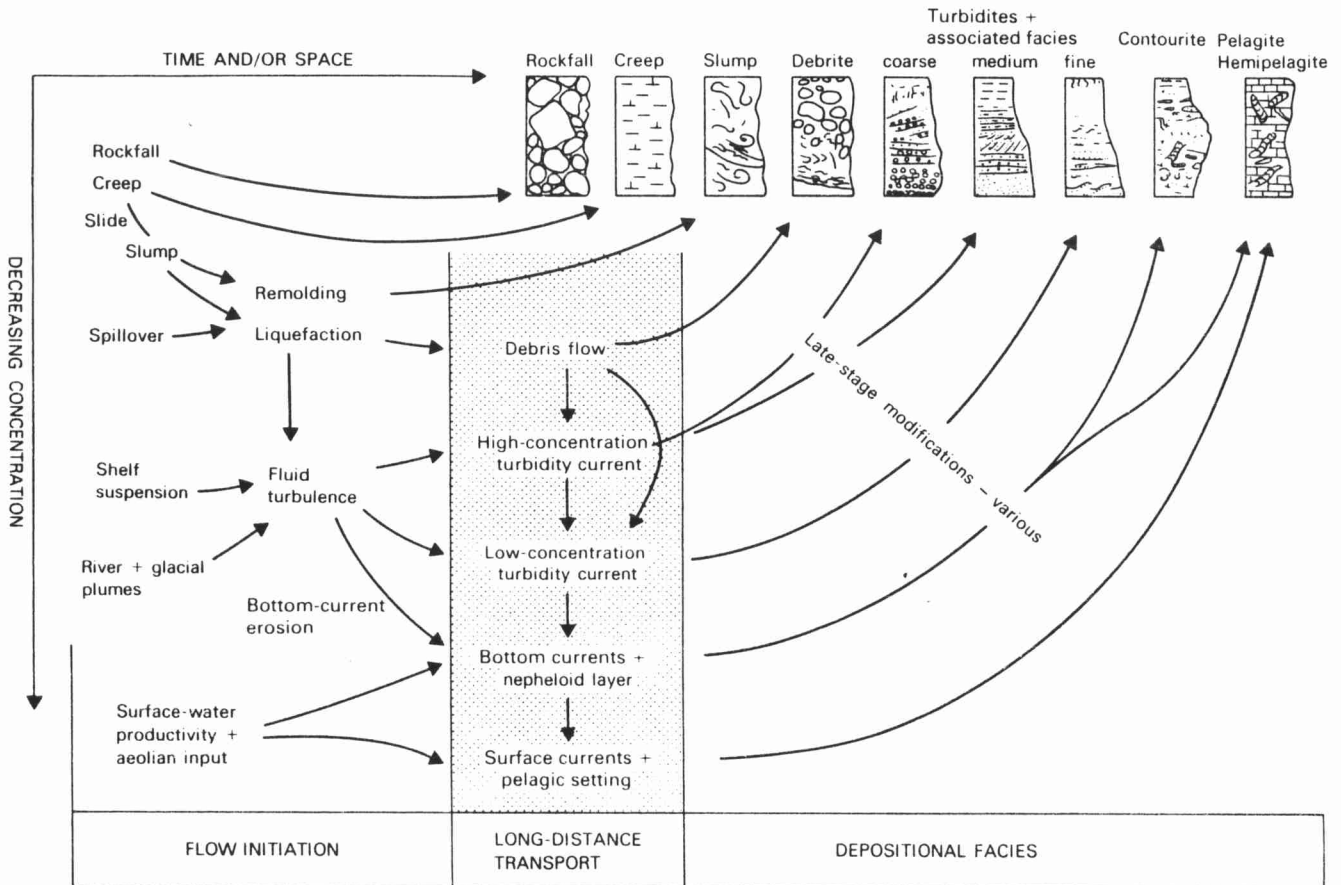 TIME AND/OR SPACE
Turbidites +
associated facies
Rockfall
Creep
Slump
Debrite
coarse
medium
fine
Contourite
Pelagite
Hemipelagite
DECREASING CONCENTRATION
Rockfall
Creep
Slide
Slump
Remolding
Spillover
Liquefaction
Debris flow
Late-stage modifications – various
High-concentration
turbidity current
Shelf
suspension
Fluid
turbulence
Low-concentration
turbidity current
River + glacial
plumes
Bottom-current
erosion
Bottom currents +
nepheloid layer
Surface-water
productivity +
aeolian input
Surface currents +
pelagic setting
FLOW INITIATION
LONG-DISTANCE
TRANSPORT
DEPOSITIONAL FACIES